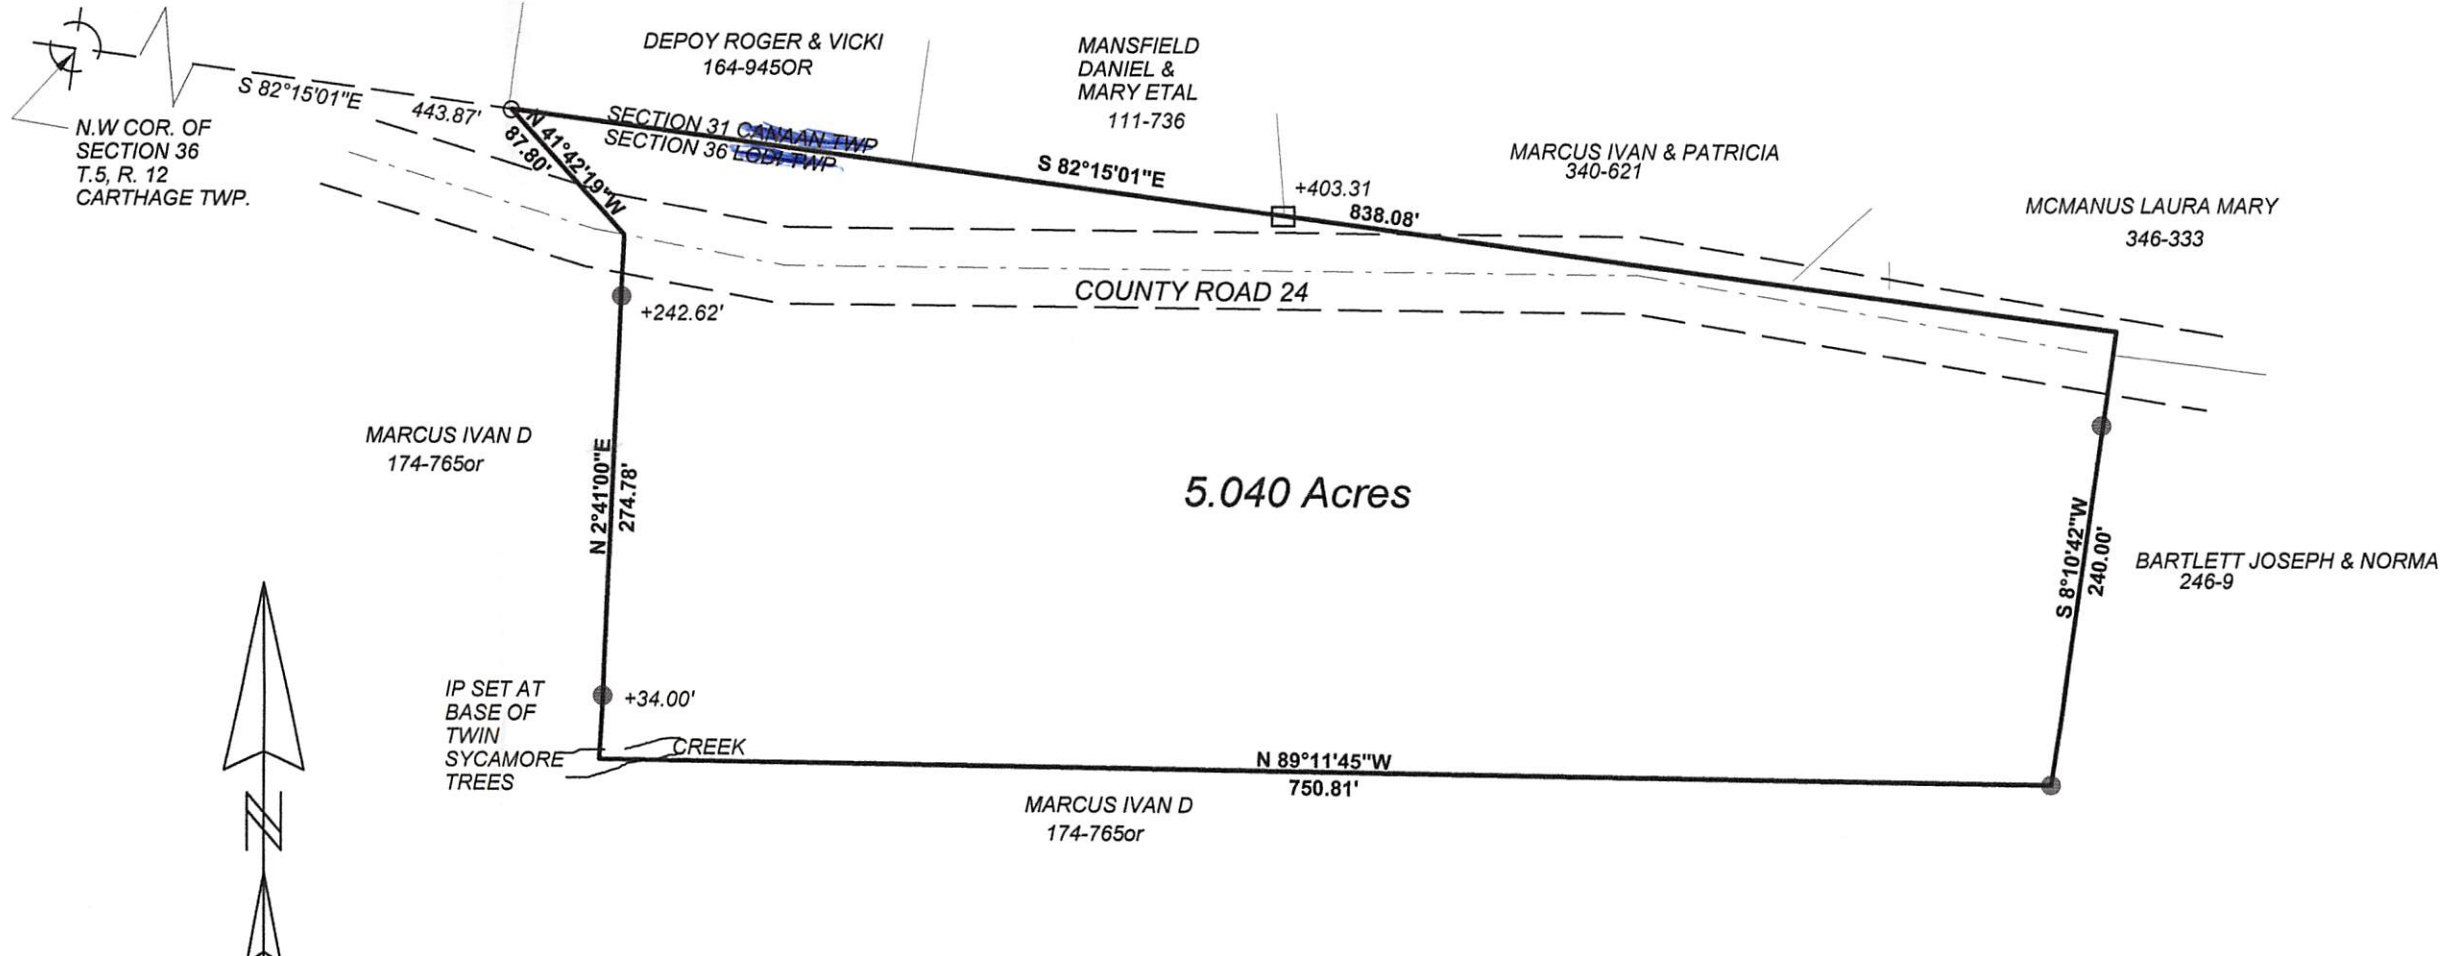 DEPOY ROGER & VICKI
164-945OR
MANSFIELD
DANIEL &
MARY ETAL
111-736
S 82°15'01"E
443.87'
N.W COR. OF
SECTION 36
T.5, R. 12
CARTHAGE TWP.
N 41°42'19"W
87.80'
SECTION 31 CANAAN TWP
SECTION 36 LODI TWP
S 82°15'01"E
+403.31
838.08'
MARCUS IVAN & PATRICIA
340-621
MCMANUS LAURA MARY
346-333
COUNTY ROAD 24
+242.62'
MARCUS IVAN D
174-765or
N 2°41'00"E
274.78'
5.040 Acres
S 8°10'42"W
240.00'
BARTLETT JOSEPH & NORMA
246-9
IP SET AT
BASE OF
TWIN
SYCAMORE
TREES
+34.00'
CREEK
N 89°11'45"W
750.81'
MARCUS IVAN D
174-765or
N